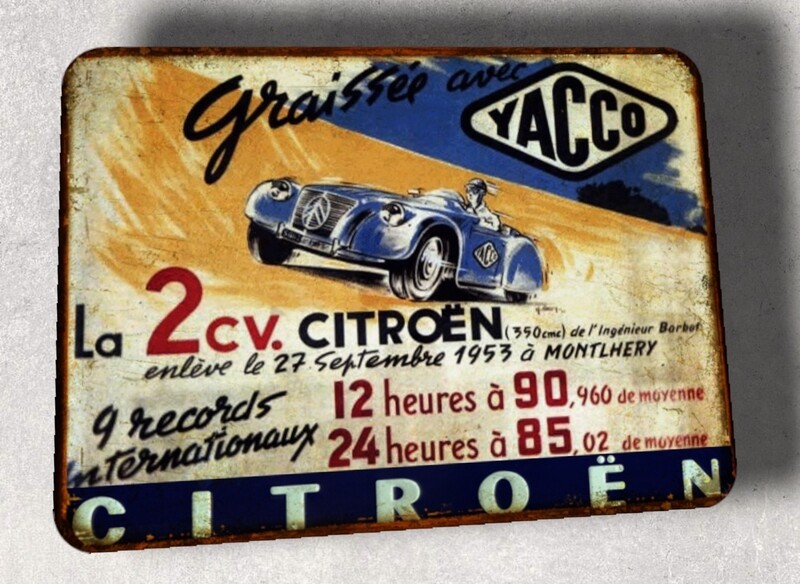 Graissée avec
YACCO
YACCO
La 2CV. CITROËN (350cmc) de l'Ingénieur Barbot
enlève le 27 Septembre 1953 à MONTLHERY
9 records
Internationaux
12 heures à 90,960 de moyenne
24 heures à 85,02 de moyenne
CITROËN